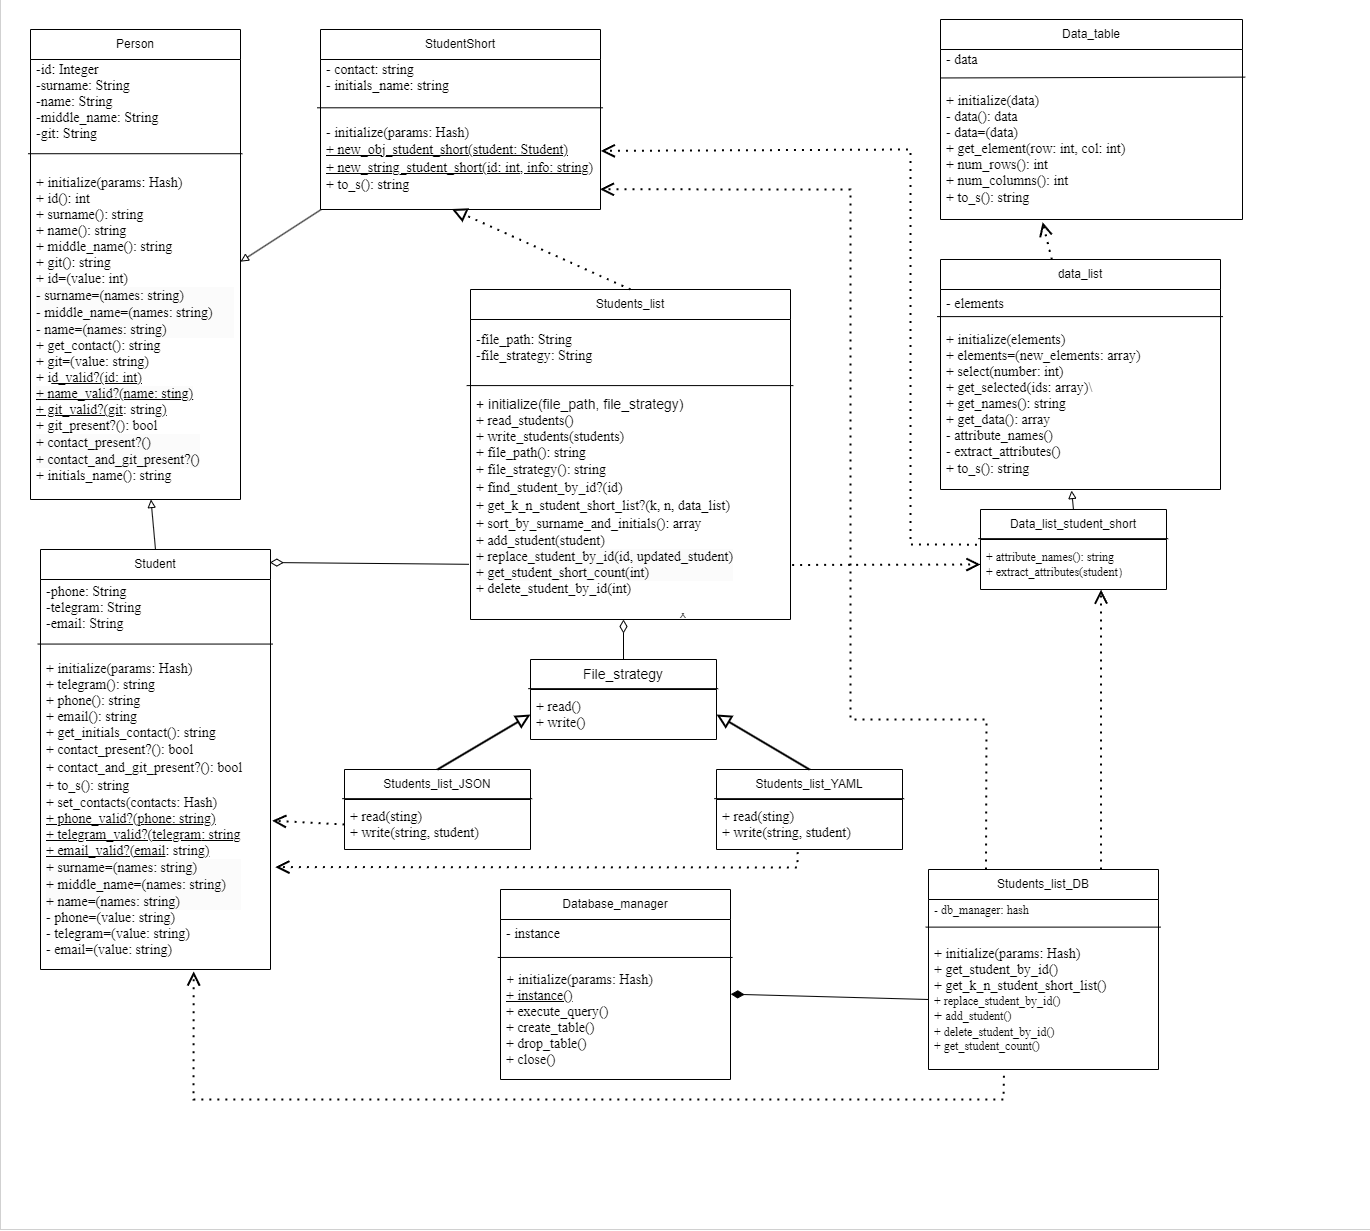 Person
-id: Integer
-surname: String
-name: String
-middle_name: String
-git: String
+ initialize(params: Hash)
+ id(): int
+ surname(): string
+ name(): string
+ middle_name(): string
+ git(): string
+ id=(value: int)
- surname=(names: string)
- middle_name=(names: string)
- name=(names: string)
+ get_contact(): string
+ git=(value: string)
+ id_valid?(id: int)
+ name_valid?(name: sting)
+ git_valid?(git: string)
+ git_present?(): bool
+ contact_present?()
+ contact_and_git_present?()
+ initials_name(): string
StudentShort
- contact: string
- initials_name: string
- initialize(params: Hash)
+ new_obj_student_short(student: Student)
+ new_string_student_short(id: int, info: string)
+ to_s(): string
Data_table
- data
+ initialize(data)
- data(): data
- data=(data)
+ get_element(row: int, col: int)
+ num_rows(): int
+ num_columns(): int
+ to_s(): string
data_list
- elements
+ initialize(elements)
+ elements=(new_elements: array)
+ select(number: int)
+ get_selected(ids: array)\
+ get_names(): string
+ get_data(): array
- attribute_names()
- extract_attributes()
+ to_s(): string
Students_list
-file_path: String
-file_strategy: String
+ initialize(file_path, file_strategy)
+ read_students()
+ write_students(students)
+ file_path(): string
+ file_strategy(): string
+ find_student_by_id?(id)
+ get_k_n_student_short_list?(k, n, data_list)
+ sort_by_surname_and_initials(): array
+ add_student(student)
+ replace_student_by_id(id, updated_student)
+ get_student_short_count(int)
+ delete_student_by_id(int)
Data_list_student_short
+ attribute_names(): string
+ extract_attributes(student)
Student
-phone: String
-telegram: String
-email: String
+ initialize(params: Hash)
+ telegram(): string
+ phone(): string
+ email(): string
+ get_initials_contact(): string
+ contact_present?(): bool
+ contact_and_git_present?(): bool
+ to_s(): string
+ set_contacts(contacts: Hash)
+ phone_valid?(phone: string)
+ telegram_valid?(telegram: string
+ email_valid?(email: string)
+ surname=(names: string)
+ middle_name=(names: string)
+ name=(names: string)
- phone=(value: string)
- telegram=(value: string)
- email=(value: string)
File_strategy
+ read()
+ write()
Students_list_JSON
+ read(sting)
+ write(string, student)
Students_list_YAML
+ read(sting)
+ write(string, student)
Database_manager
- instance
+ initialize(params: Hash)
+ instance()
+ execute_query()
+ create_table()
+ drop_table()
+ close()
Students_list_DB
- db_manager: hash
+ initialize(params: Hash)
+ get_student_by_id()
+ get_k_n_student_short_list()
+ replace_student_by_id()
+ add_student()
+ delete_student_by_id()
+ get_student_count()